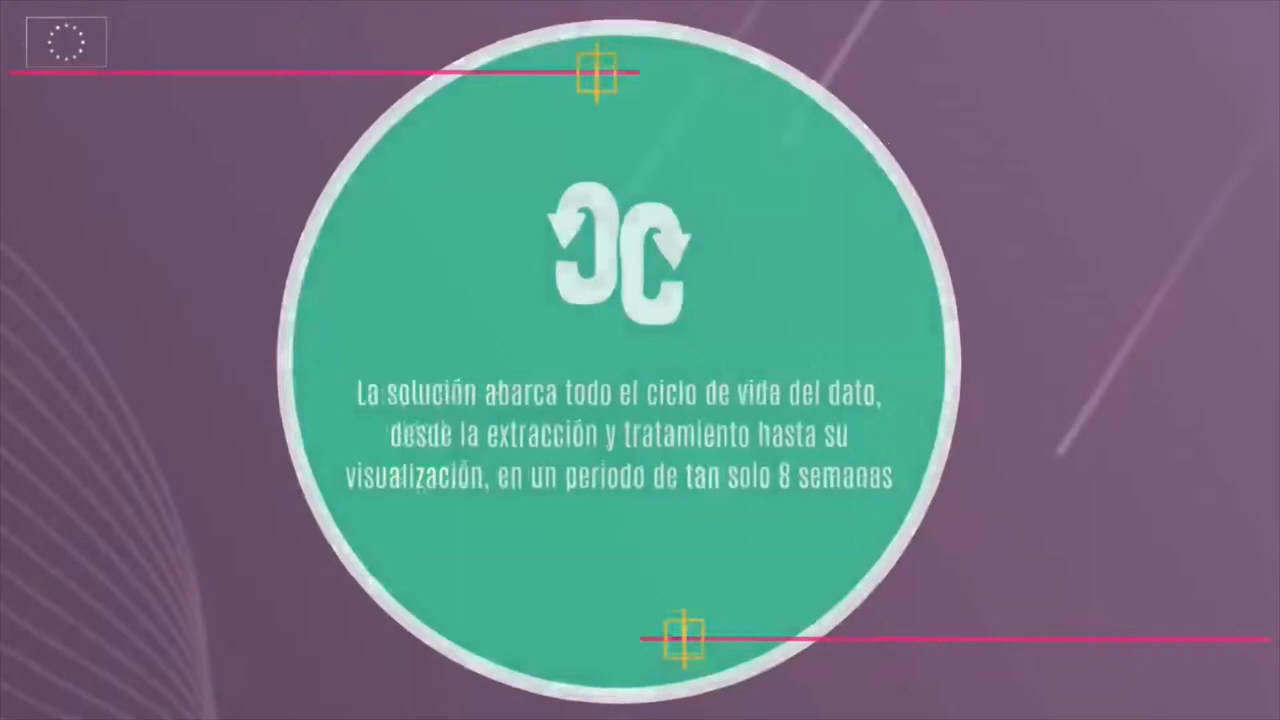 La solución abarca todo el ciclo de vida del dato,
desde la extracción y tratamiento hasta su
visualización, en un periodo de tan solo 8 semanas